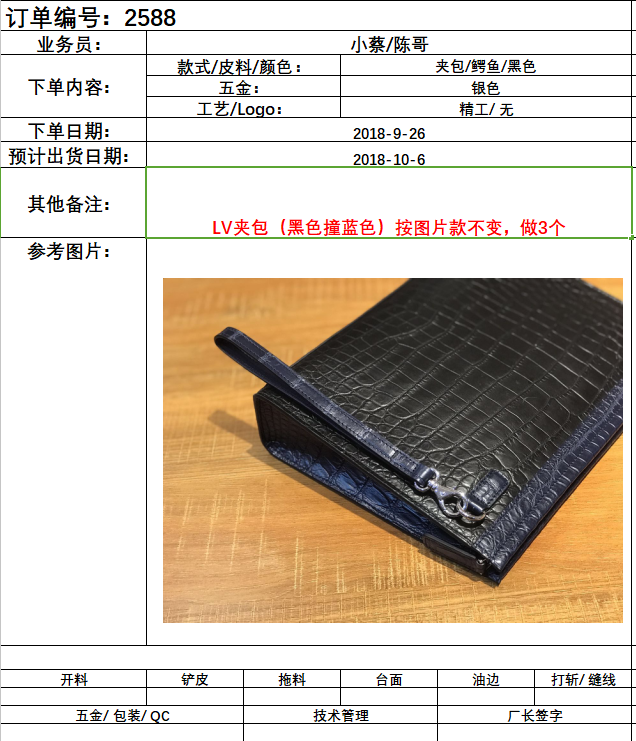 订单编号：2588
业务员： 小蔡/陈哥
下单内容： 款式/皮料/颜色： 夹包/鳄鱼/黑色
五金： 银色
工艺/Logo： 精工/ 无
下单日期： 2018-9-26
预计出货日期： 2018-10-6
其他备注： LV夹包（黑色撞蓝色）按图片款不变，做3个
参考图片：
开料 铲皮 拖料 台面 油边 打斩/ 缝线
五金/ 包装/ QC 技术管理 厂长签字